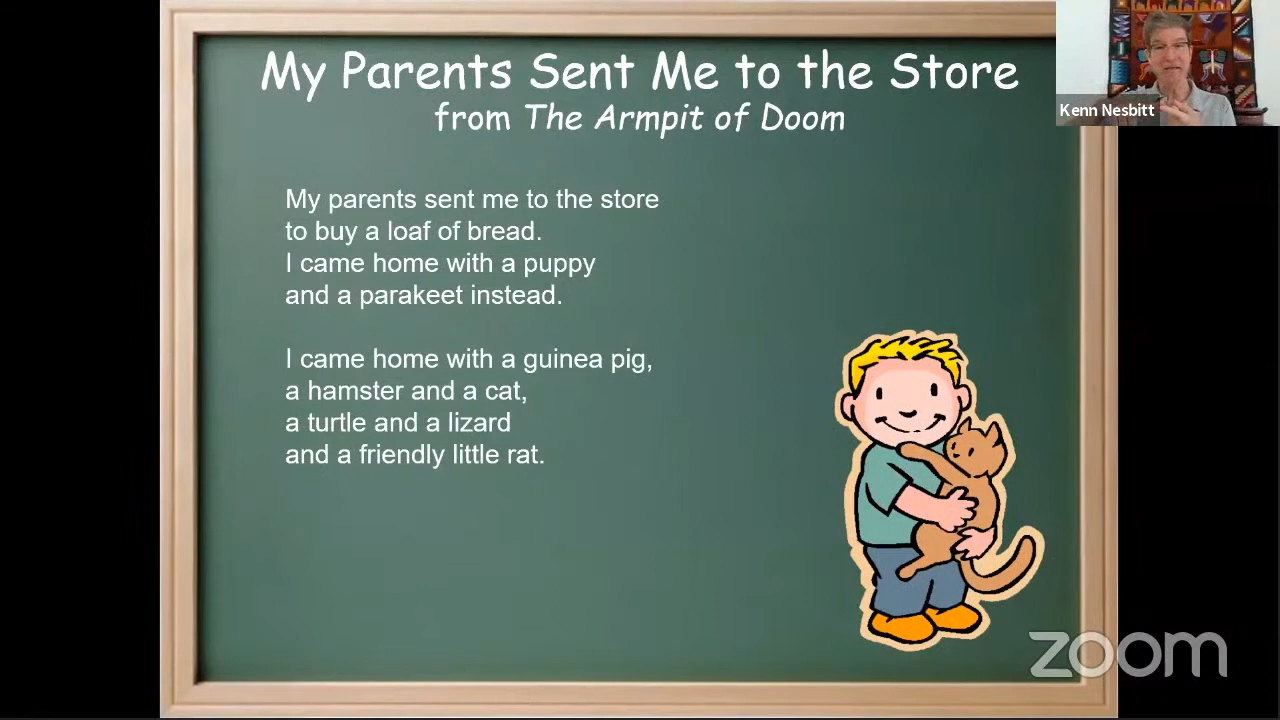 My Parents Sent Me to the Store
from The Armpit of Doom
Kenn Nesbitt
My parents sent me to the store
to buy a loaf of bread.
I came home with a puppy
and a parakeet instead.
I came home with a guinea pig,
a hamster and a cat,
a turtle and a lizard
and a friendly little rat.
zoom